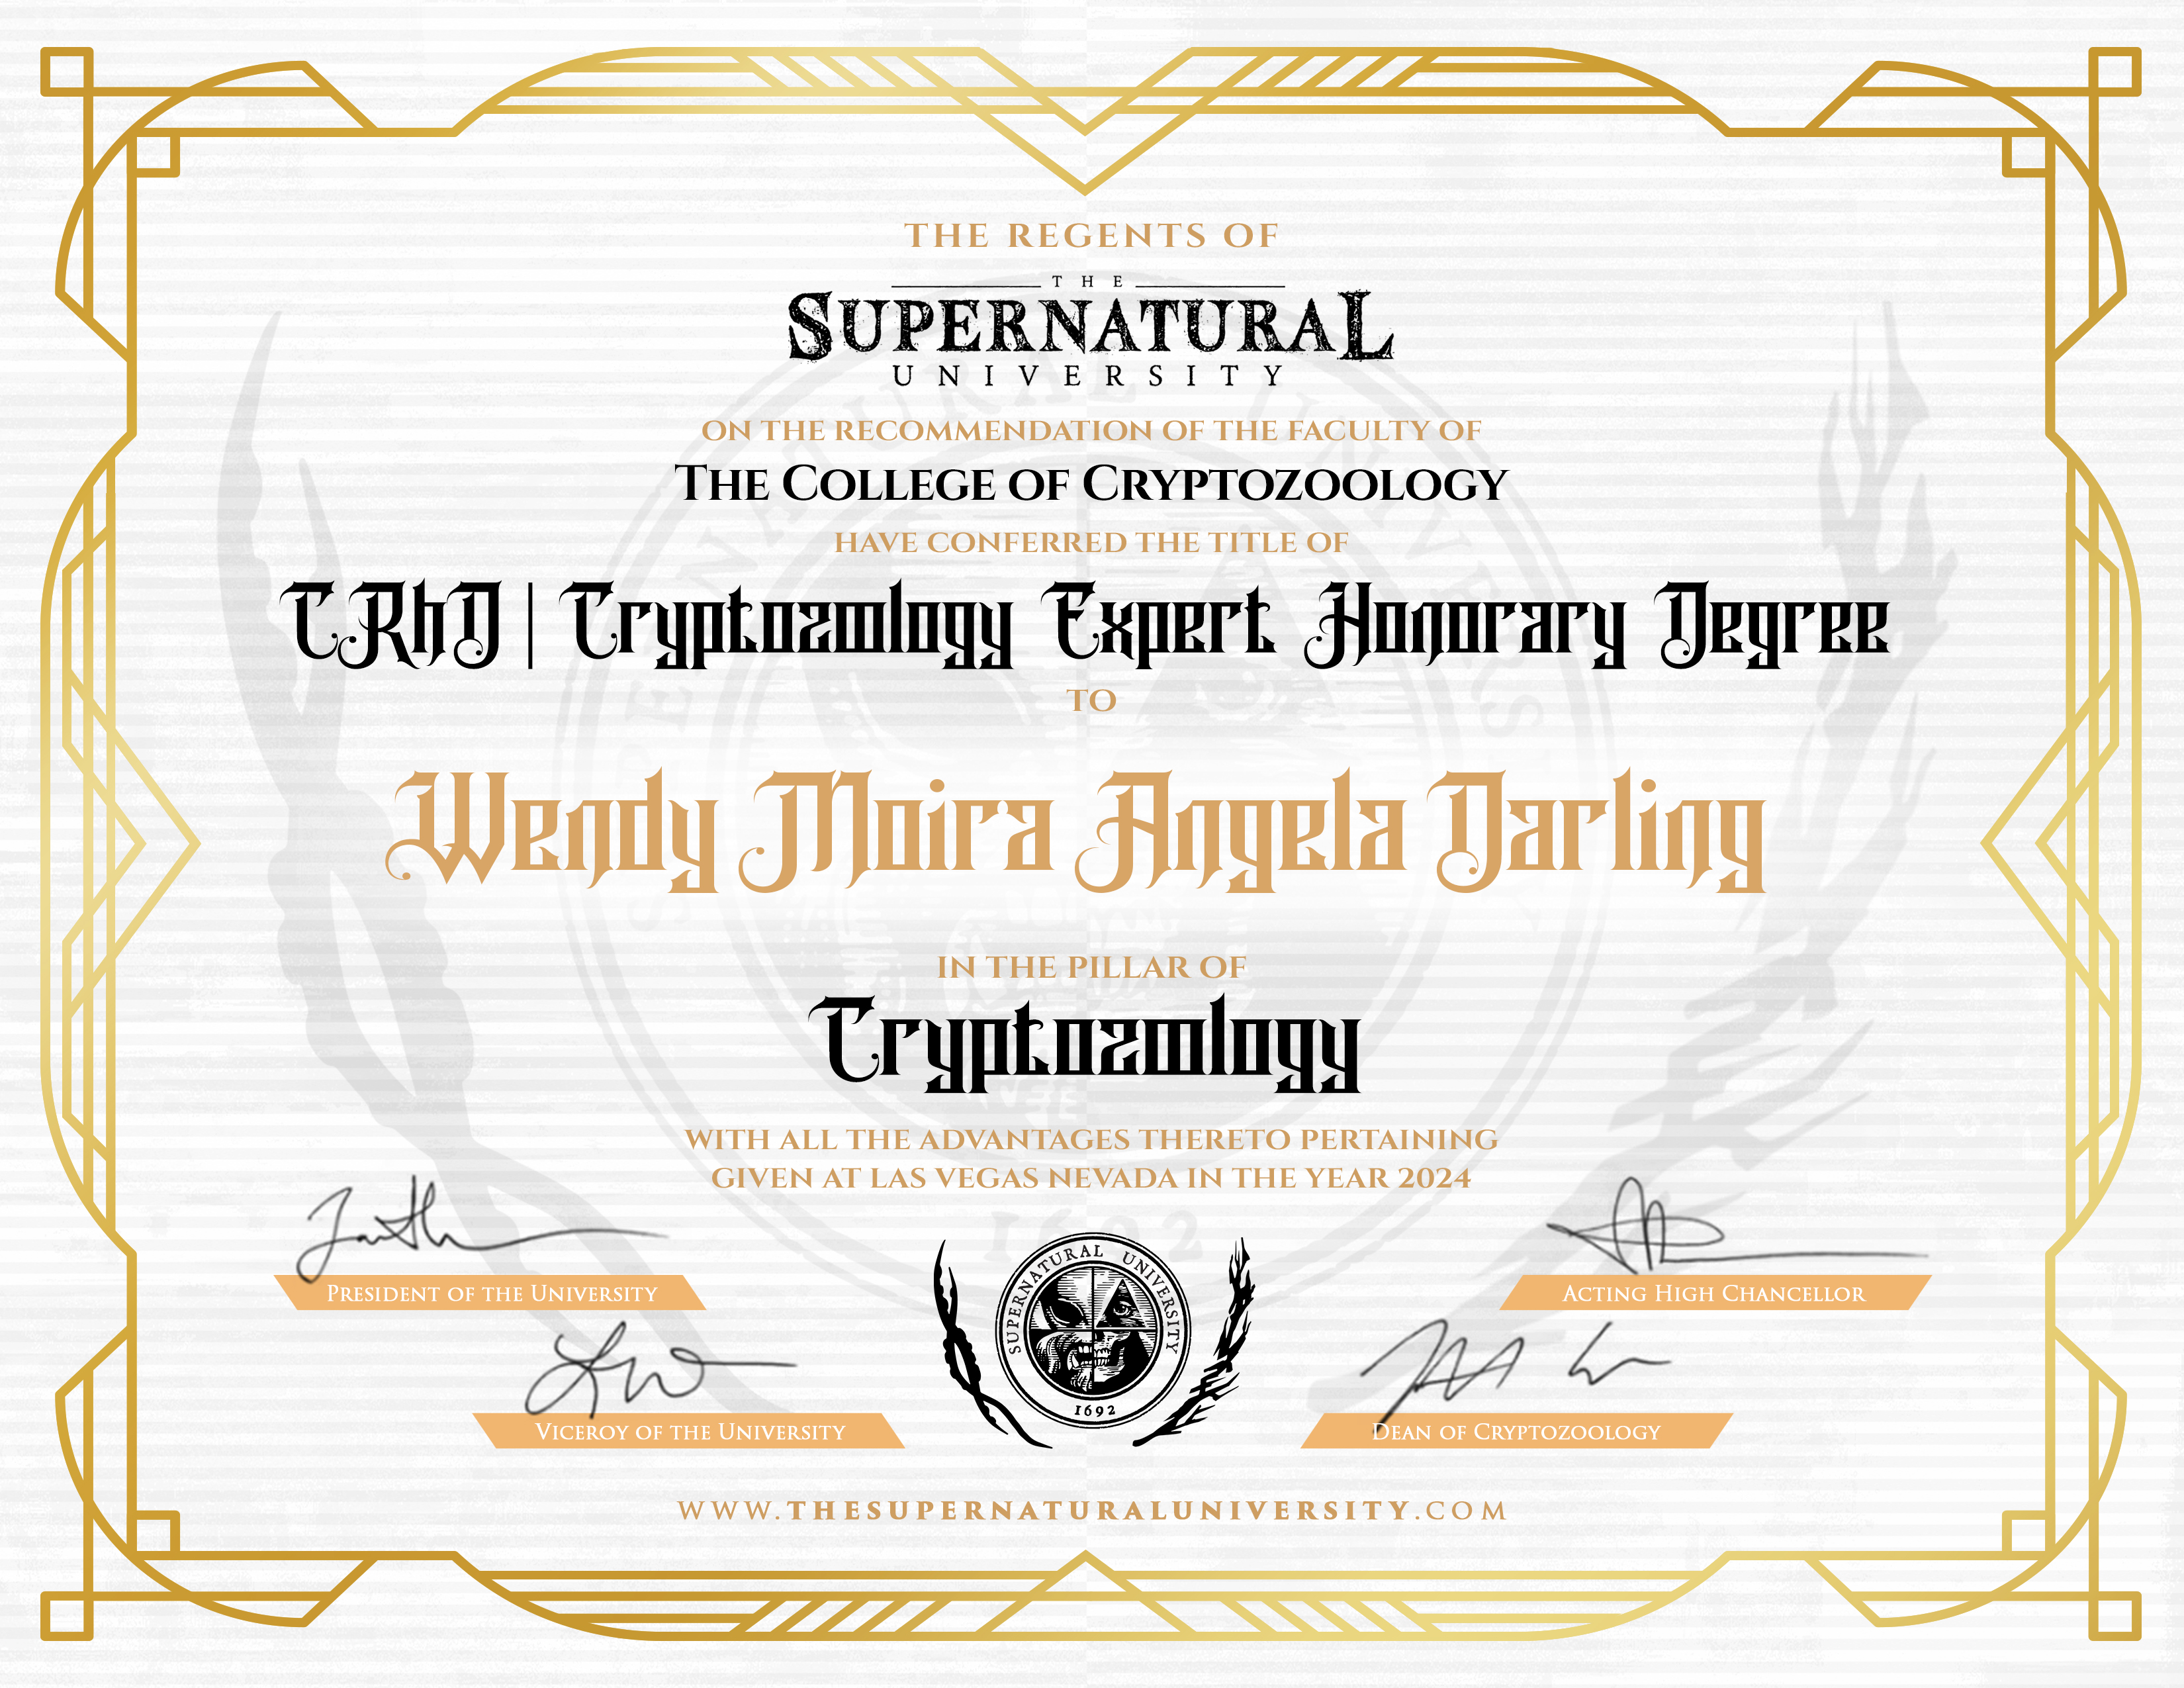 THE REGENTS OF
THE
SUPERNATURAL
UNIVERSITY
ON THE RECOMMENDATION OF THE FACULTY OF
THE COLLEGE OF CRYPTOZOOLOGY
HAVE CONFERRED THE TITLE OF
CRhD | Cryptozoology Expert Honorary Degree
TO
Wendy Moira Angela Darling
IN THE PILLAR OF
Cryptozoology
WITH ALL THE ADVANTAGES THERETO PERTAINING
GIVEN AT LAS VEGAS NEVADA IN THE YEAR 2024
PRESIDENT OF THE UNIVERSITY
ACTING HIGH CHANCELLOR
VICEROY OF THE UNIVERSITY
SUPERNATURAL UNIVERSITY
1692
DEAN OF CRYPTOZOOLOGY
WWW.THESUPERNATURALUNIVERSITY.COM